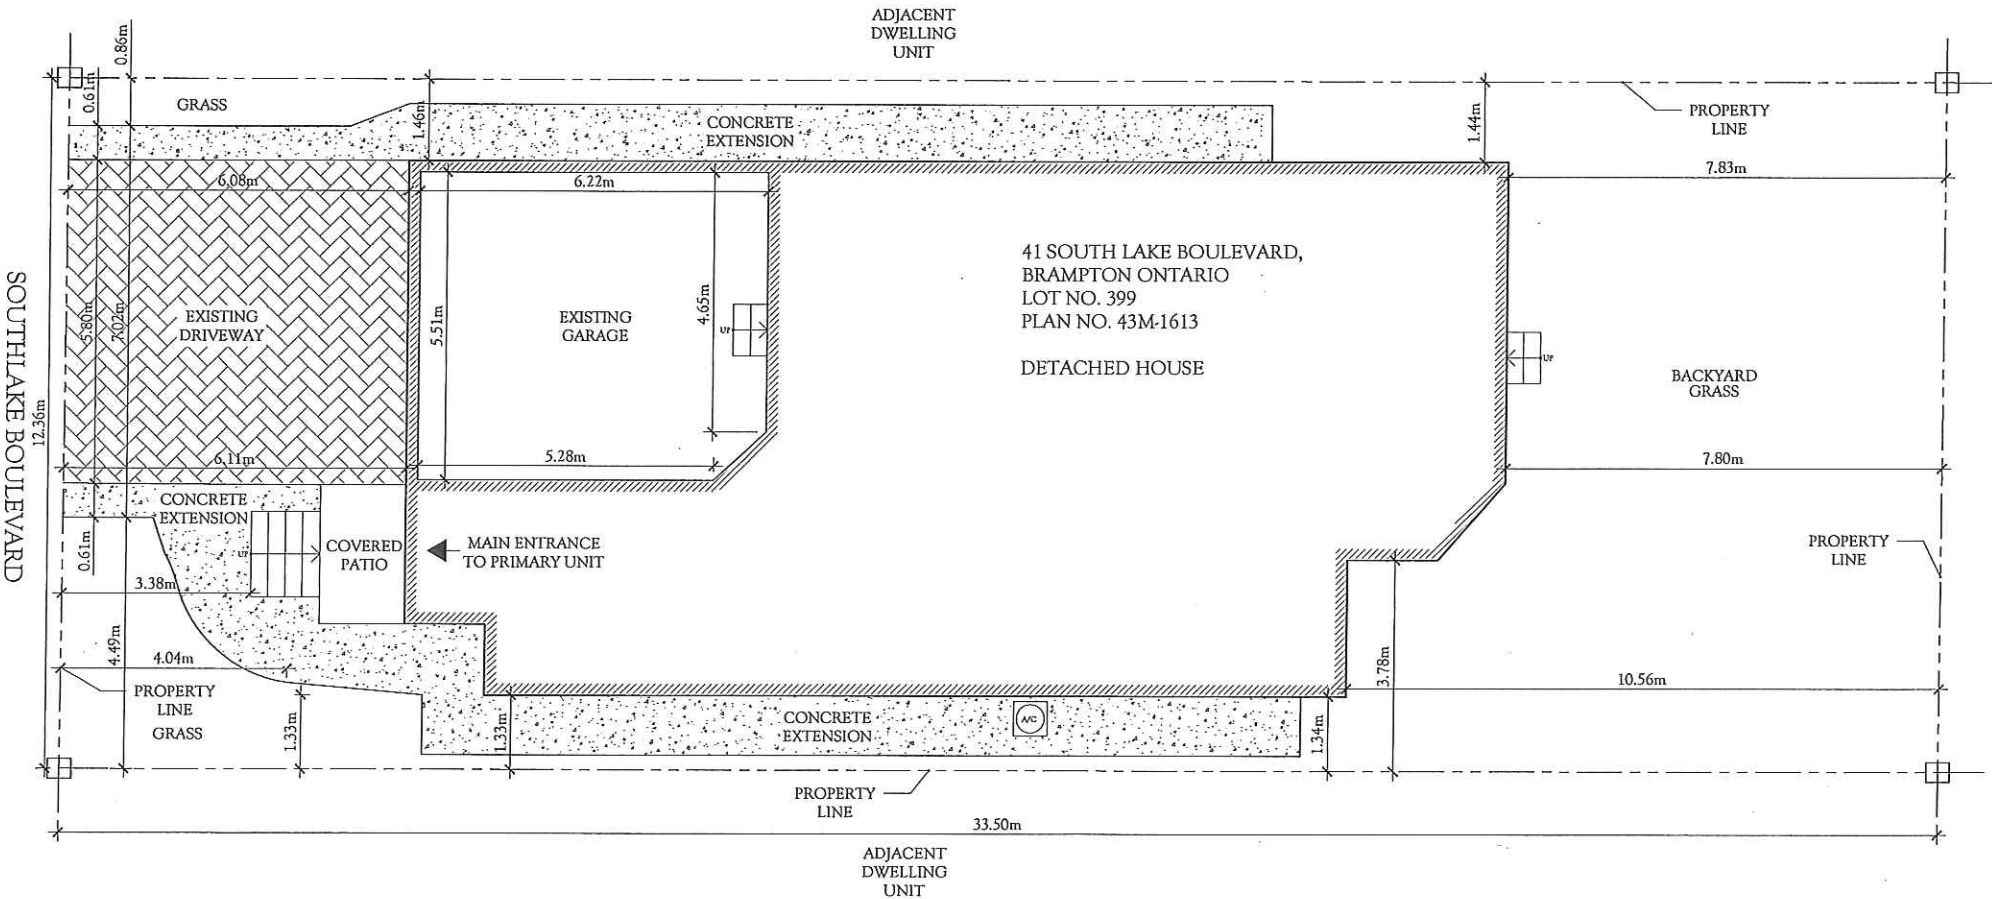 ADJACENT
DWELLING
UNIT
0.86m
0.61m
GRASS
1.46m
CONCRETE
EXTENSION
1.44m
PROPERTY
LINE
6.08m
6.22m
7.83m
41 SOUTH LAKE BOULEVARD,
BRAMPTON ONTARIO
LOT NO. 399
PLAN NO. 43M-1613
DETACHED HOUSE
SOUTHLAKE BOULEVARD
12.36m
5.80m
7.02m
EXISTING
DRIVEWAY
5.51m
EXISTING
GARAGE
4.65m
UP
UP
BACKYARD
GRASS
6.11m
5.28m
7.80m
CONCRETE
EXTENSION
UP
COVERED
PATIO
MAIN ENTRANCE
TO PRIMARY UNIT
PROPERTY
LINE
0.61m
3.38m
4.49m
4.04m
3.78m
10.56m
PROPERTY
LINE
GRASS
1.33m
1.33m
CONCRETE
EXTENSION
A/C
1.34m
PROPERTY
LINE
33.50m
ADJACENT
DWELLING
UNIT